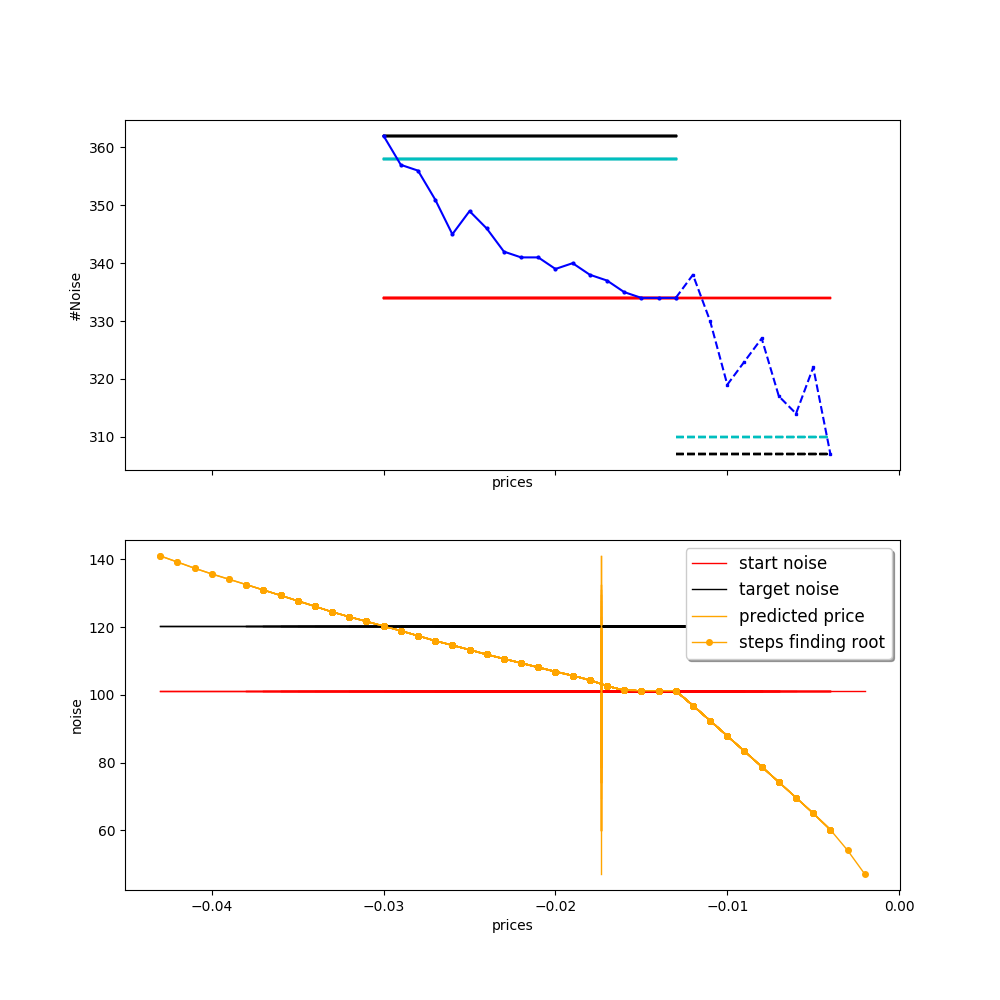 360
350
340
330
320
310
#Noise
prices
140
120
100
80
60
noise
start noise
target noise
predicted price
steps finding root
−0.04
−0.03
−0.02
−0.01
0.00
prices